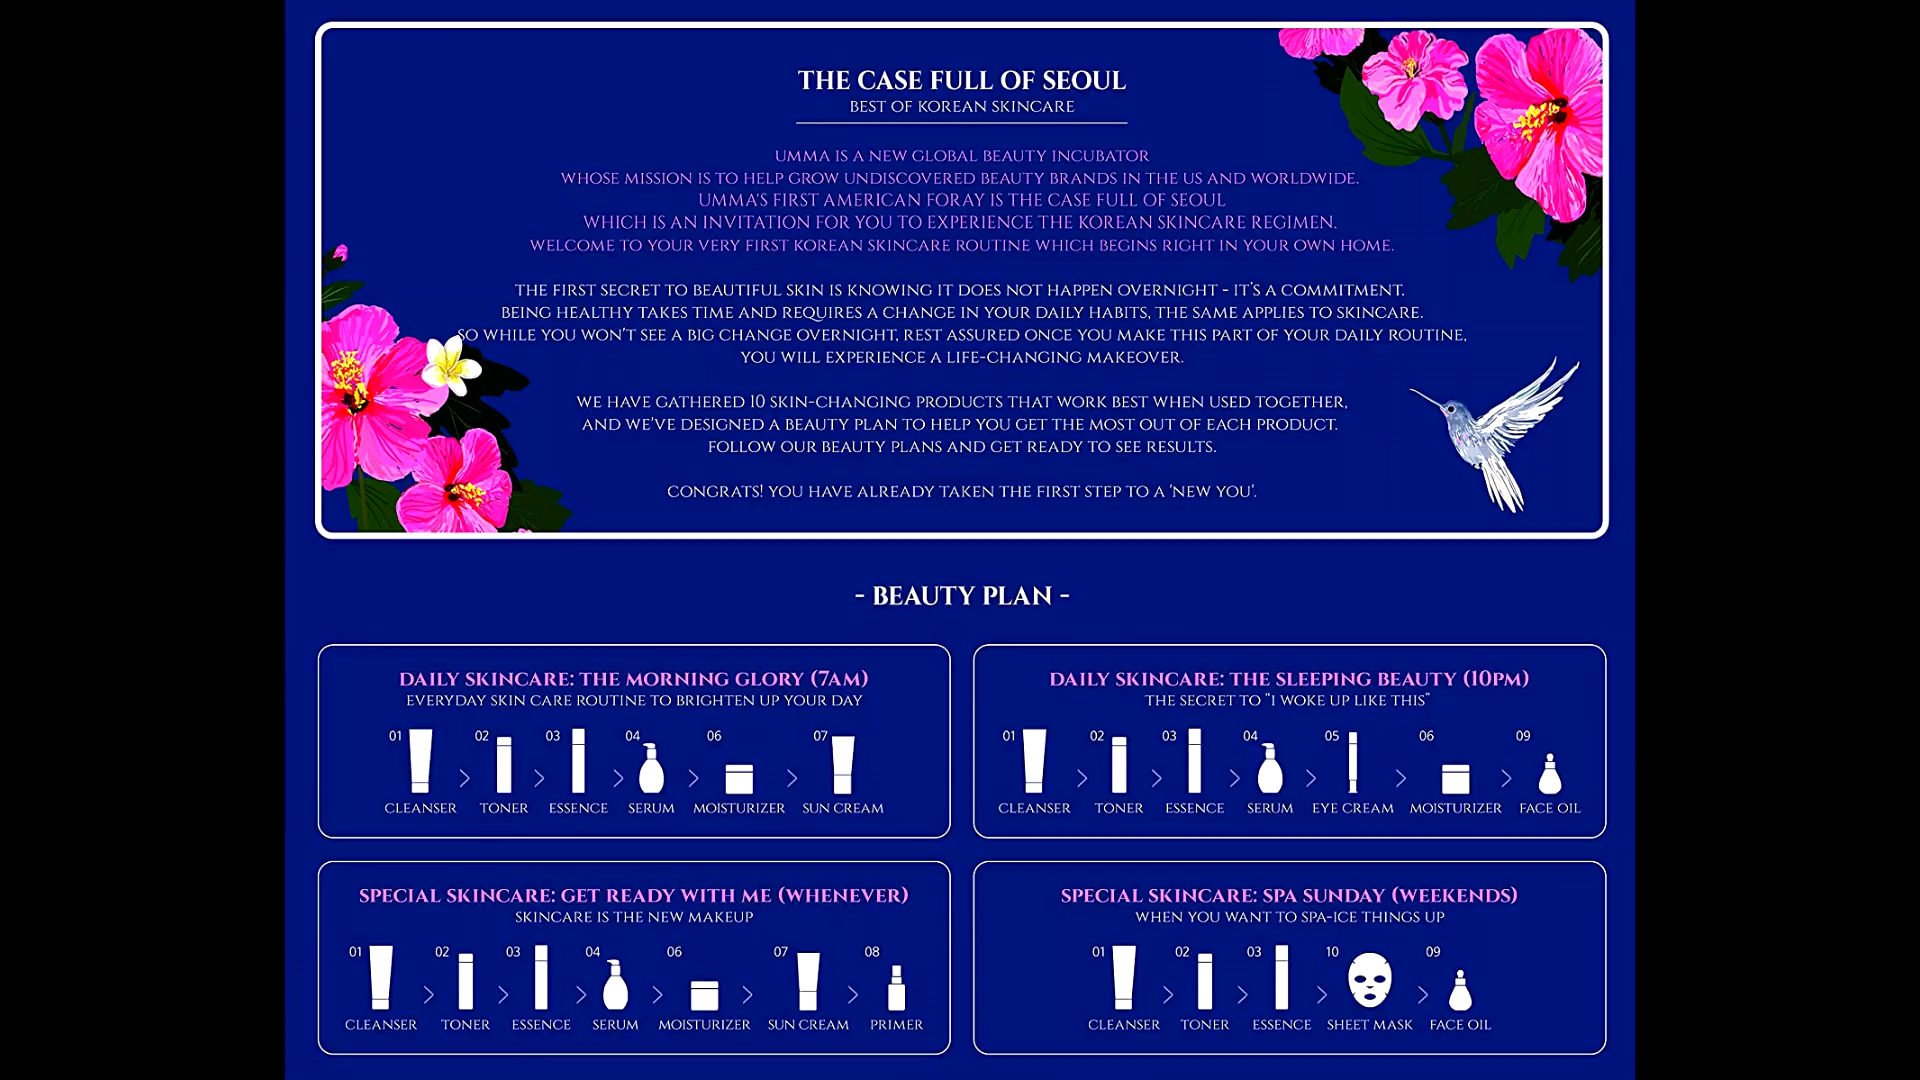 THE CASE FULL OF SEOUL
BEST OF KOREAN SKINCARE
UMMA IS A NEW GLOBAL BEAUTY INCUBATOR
WHOSE MISSION IS TO HELP GROW UNDISCOVERED BEAUTY BRANDS IN THE US AND WORLDWIDE.
UMMA'S FIRST AMERICAN FORAY IS THE CASE FULL OF SEOUL
WHICH IS AN INVITATION FOR YOU TO EXPERIENCE THE KOREAN SKINCARE REGIMEN.
WELCOME TO YOUR VERY FIRST KOREAN SKINCARE ROUTINE WHICH BEGINS RIGHT IN YOUR OWN HOME.
THE FIRST SECRET TO BEAUTIFUL SKIN IS KNOWING IT DOES NOT HAPPEN OVERNIGHT - IT'S A COMMITMENT.
BEING HEALTHY TAKES TIME AND REQUIRES A CHANGE IN YOUR DAILY HABITS, THE SAME APPLIES TO SKINCARE.
SO WHILE YOU WON'T SEE A BIG CHANGE OVERNIGHT, REST ASSURED ONCE YOU MAKE THIS PART OF YOUR DAILY ROUTINE,
YOU WILL EXPERIENCE A LIFE-CHANGING MAKEOVER.
WE HAVE GATHERED 10 SKIN-CHANGING PRODUCTS THAT WORK BEST WHEN USED TOGETHER,
AND WE'VE DESIGNED A BEAUTY PLAN TO HELP YOU GET THE MOST OUT OF EACH PRODUCT.
FOLLOW OUR BEAUTY PLANS AND GET READY TO SEE RESULTS.
CONGRATS! YOU HAVE ALREADY TAKEN THE FIRST STEP TO A 'NEW YOU'.
- BEAUTY PLAN -
DAILY SKINCARE: THE MORNING GLORY (7AM)
EVERYDAY SKIN CARE ROUTINE TO BRIGHTEN UP YOUR DAY
01 02 03 04 06 07
CLEANSER TONER ESSENCE SERUM MOISTURIZER SUN CREAM
DAILY SKINCARE: THE SLEEPING BEAUTY (10PM)
THE SECRET TO "I WOKE UP LIKE THIS"
01 02 03 04 05 06 09
CLEANSER TONER ESSENCE SERUM EYE CREAM MOISTURIZER FACE OIL
SPECIAL SKINCARE: GET READY WITH ME (WHENEVER)
SKINCARE IS THE NEW MAKEUP
01 02 03 04 06 07 08
CLEANSER TONER ESSENCE SERUM MOISTURIZER SUN CREAM PRIMER
SPECIAL SKINCARE: SPA SUNDAY (WEEKENDS)
WHEN YOU WANT TO SPA-ICE THINGS UP
01 02 03 10 09
CLEANSER TONER ESSENCE SHEET MASK FACE OIL